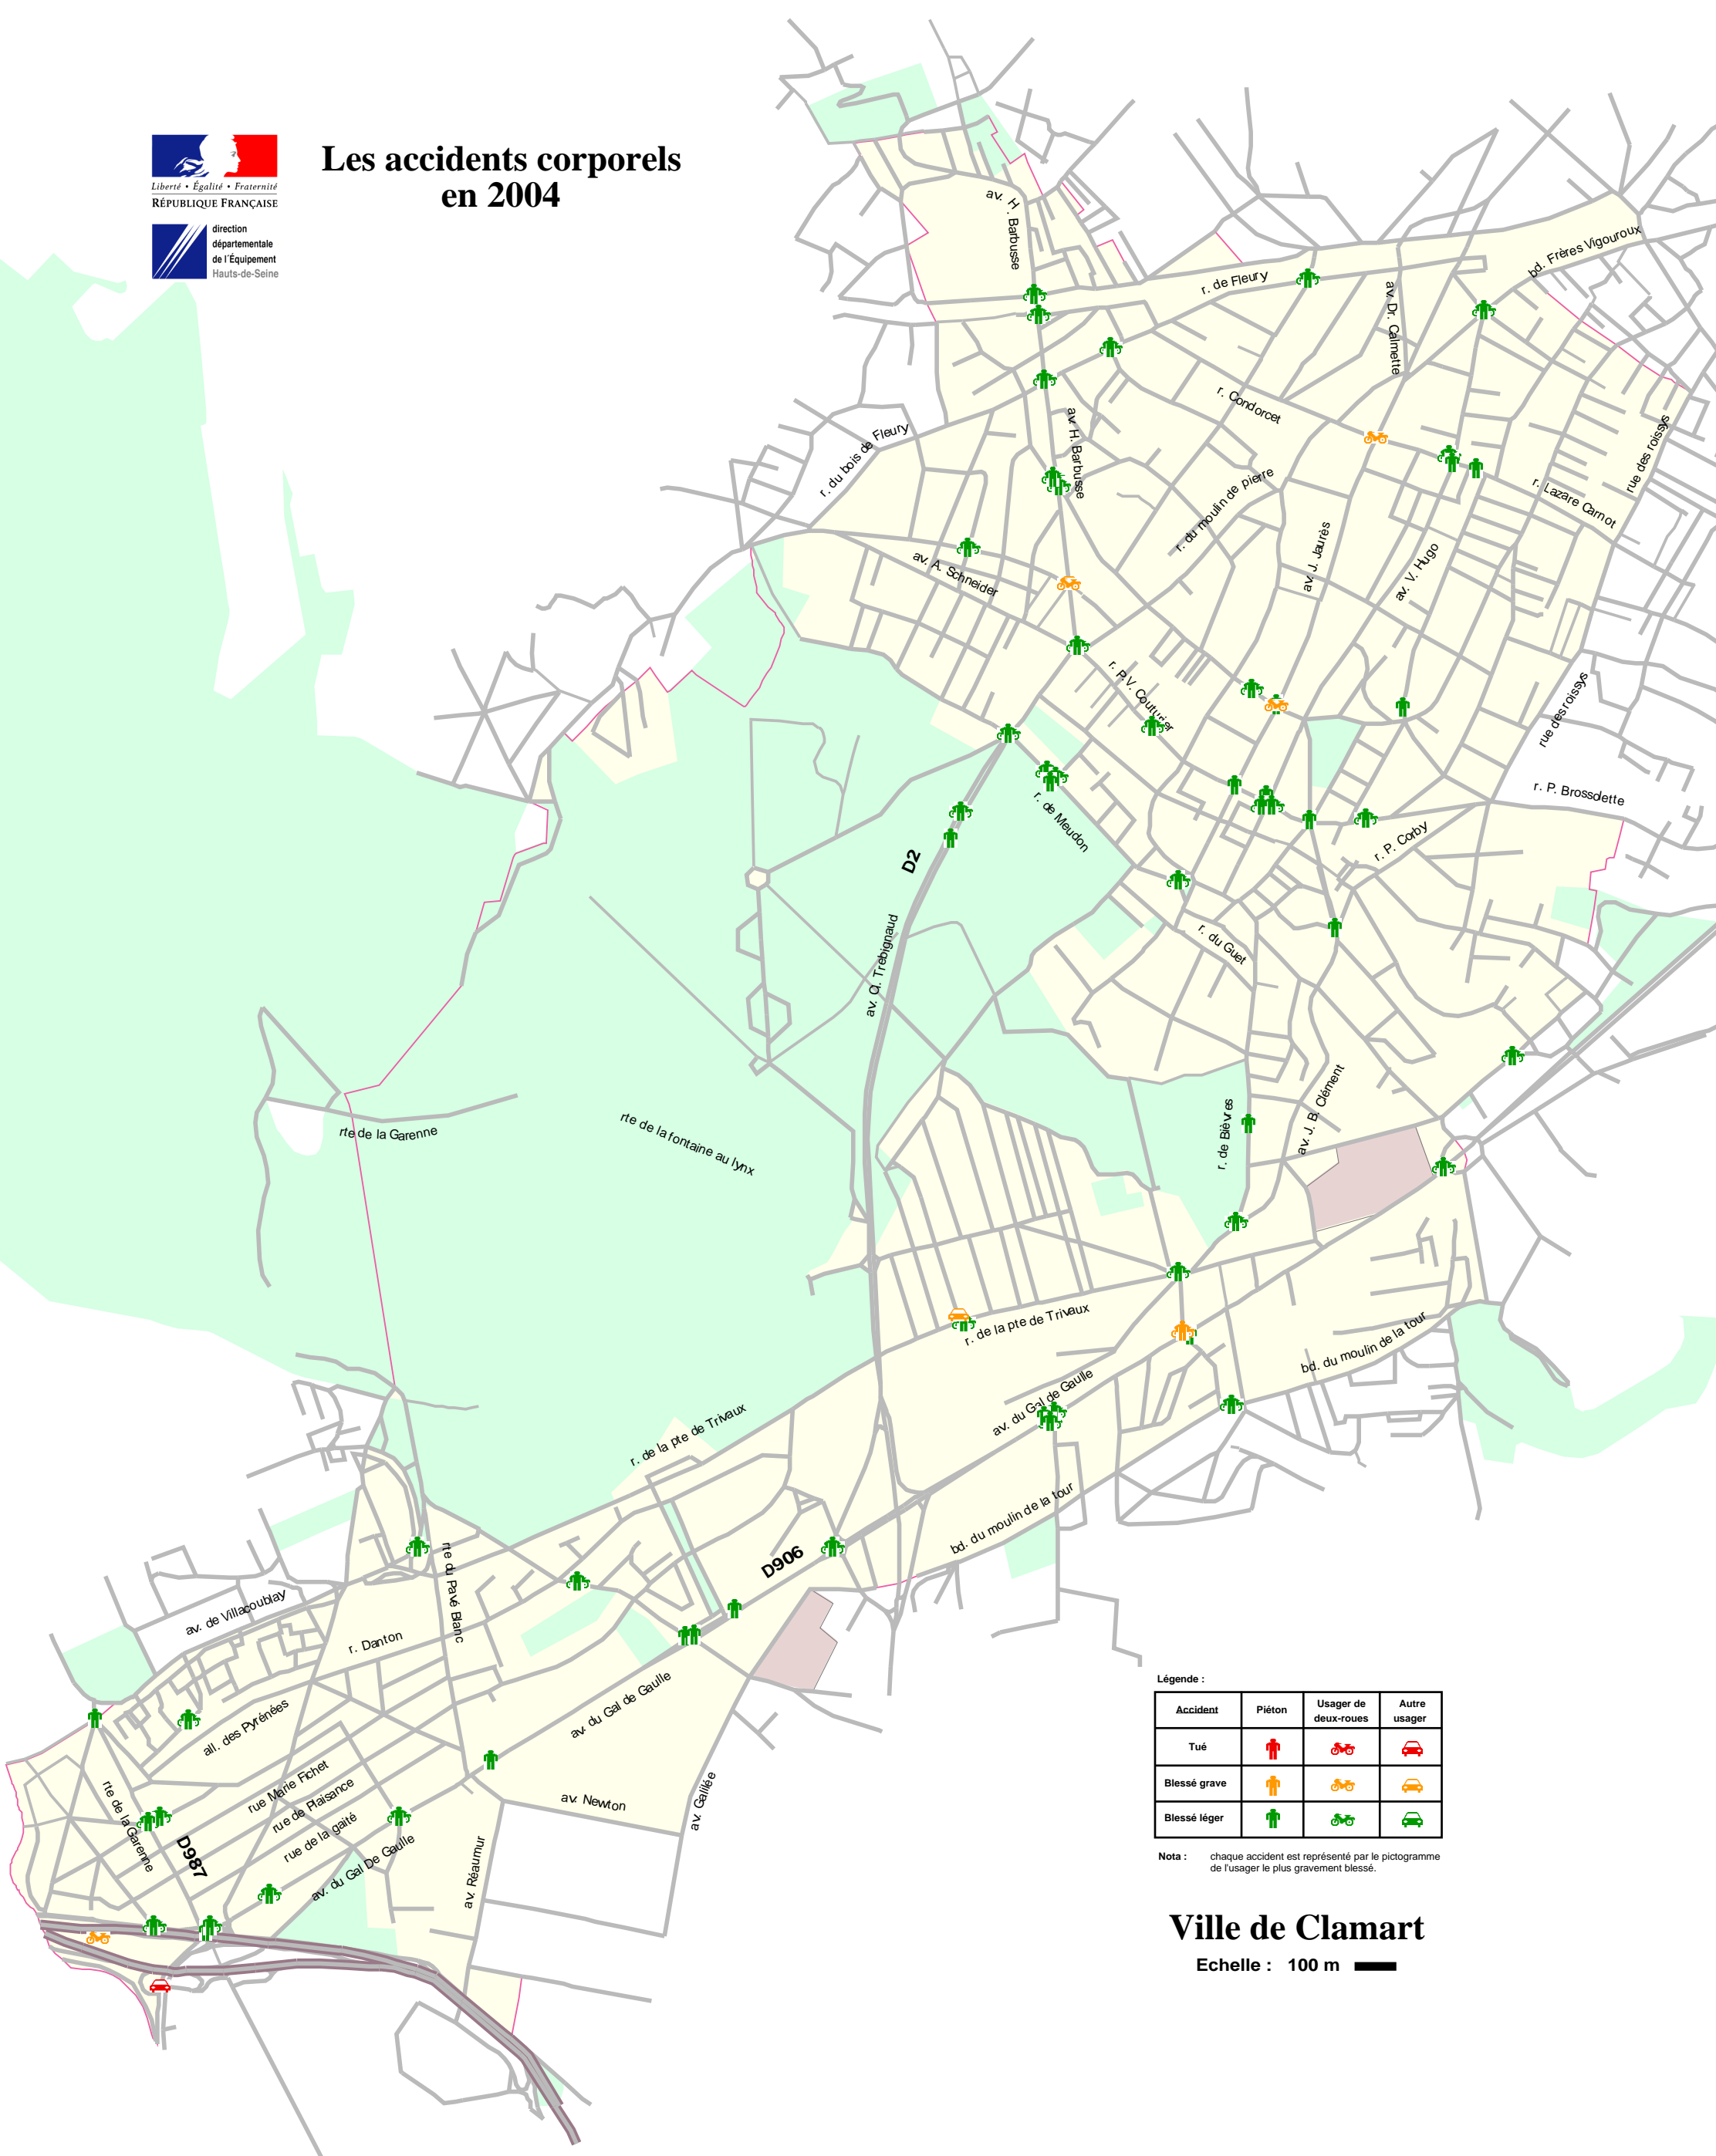 Les accidents corporels
en 2004
Liberté • Égalité • Fraternité
RÉPUBLIQUE FRANÇAISE
direction
départementale
de l'Équipement
Hauts-de-Seine
av. H. Barbusse
r. de Fleury
bd. Frères Vigouroux
av. Dr. Calmette
r. Condorcet
r. du bois de Fleury
av. H. Barbusse
rue des roissys
r. du moulin de pierre
r. Lazare Carnot
av. A. Schneider
av. J. Jaurès
av. V. Hugo
r. P.V. Couturier
rue des roissys
r. de Meudon
r. P. Brossolette
r. P. Corby
D2
av. Cl. Trebignaud
r. du Guet
rte de la Garenne
rte de la fontaine au lynx
r. de Bièvres
av. J. B. Clément
r. de la pte de Trivaux
bd. du moulin de la tour
av. du Gal de Gaulle
r. de la pte de Trivaux
bd. du moulin de la tour
D906
rte du Pavé Blanc
av. de Villacoublay
r. Danton
av. du Gal de Gaulle
all. des Pyrénées
rue Marie Fichet
rue de Plaisance
rue de la gaité
av. du Gal De Gaulle
rte de la Garenne
D987
av. Newton
av. Galilée
av. Réaumur
Légende :
Accident Piéton Usager de deux-roues Autre usager
Tué
Blessé grave
Blessé léger
Nota : chaque accident est représenté par le pictogramme
de l'usager le plus gravement blessé.
Ville de Clamart
Echelle : 100 m